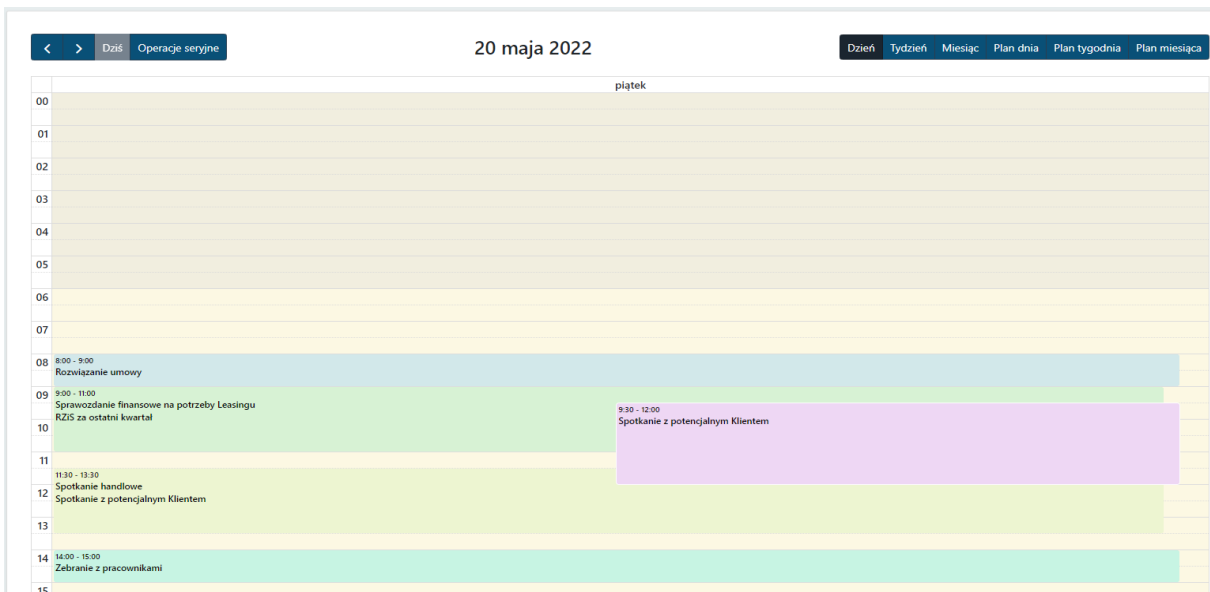 Dziś Operacje seryjne
20 maja 2022
Dzień Tydzień Miesiąc Plan dnia Plan tygodnia Plan miesiąca
piątek
00
01
02
03
04
05
06
07
08
8:00 - 9:00
Rozwiązanie umowy
09
9:00 - 11:00
Sprawozdanie finansowe na potrzeby Leasingu
RZiS za ostatni kwartał
9:30 - 12:00
Spotkanie z potencjalnym Klientem
10
11
11:30 - 13:30
Spotkanie handlowe
Spotkanie z potencjalnym Klientem
12
13
14
14:00 - 15:00
Zebranie z pracownikami
15